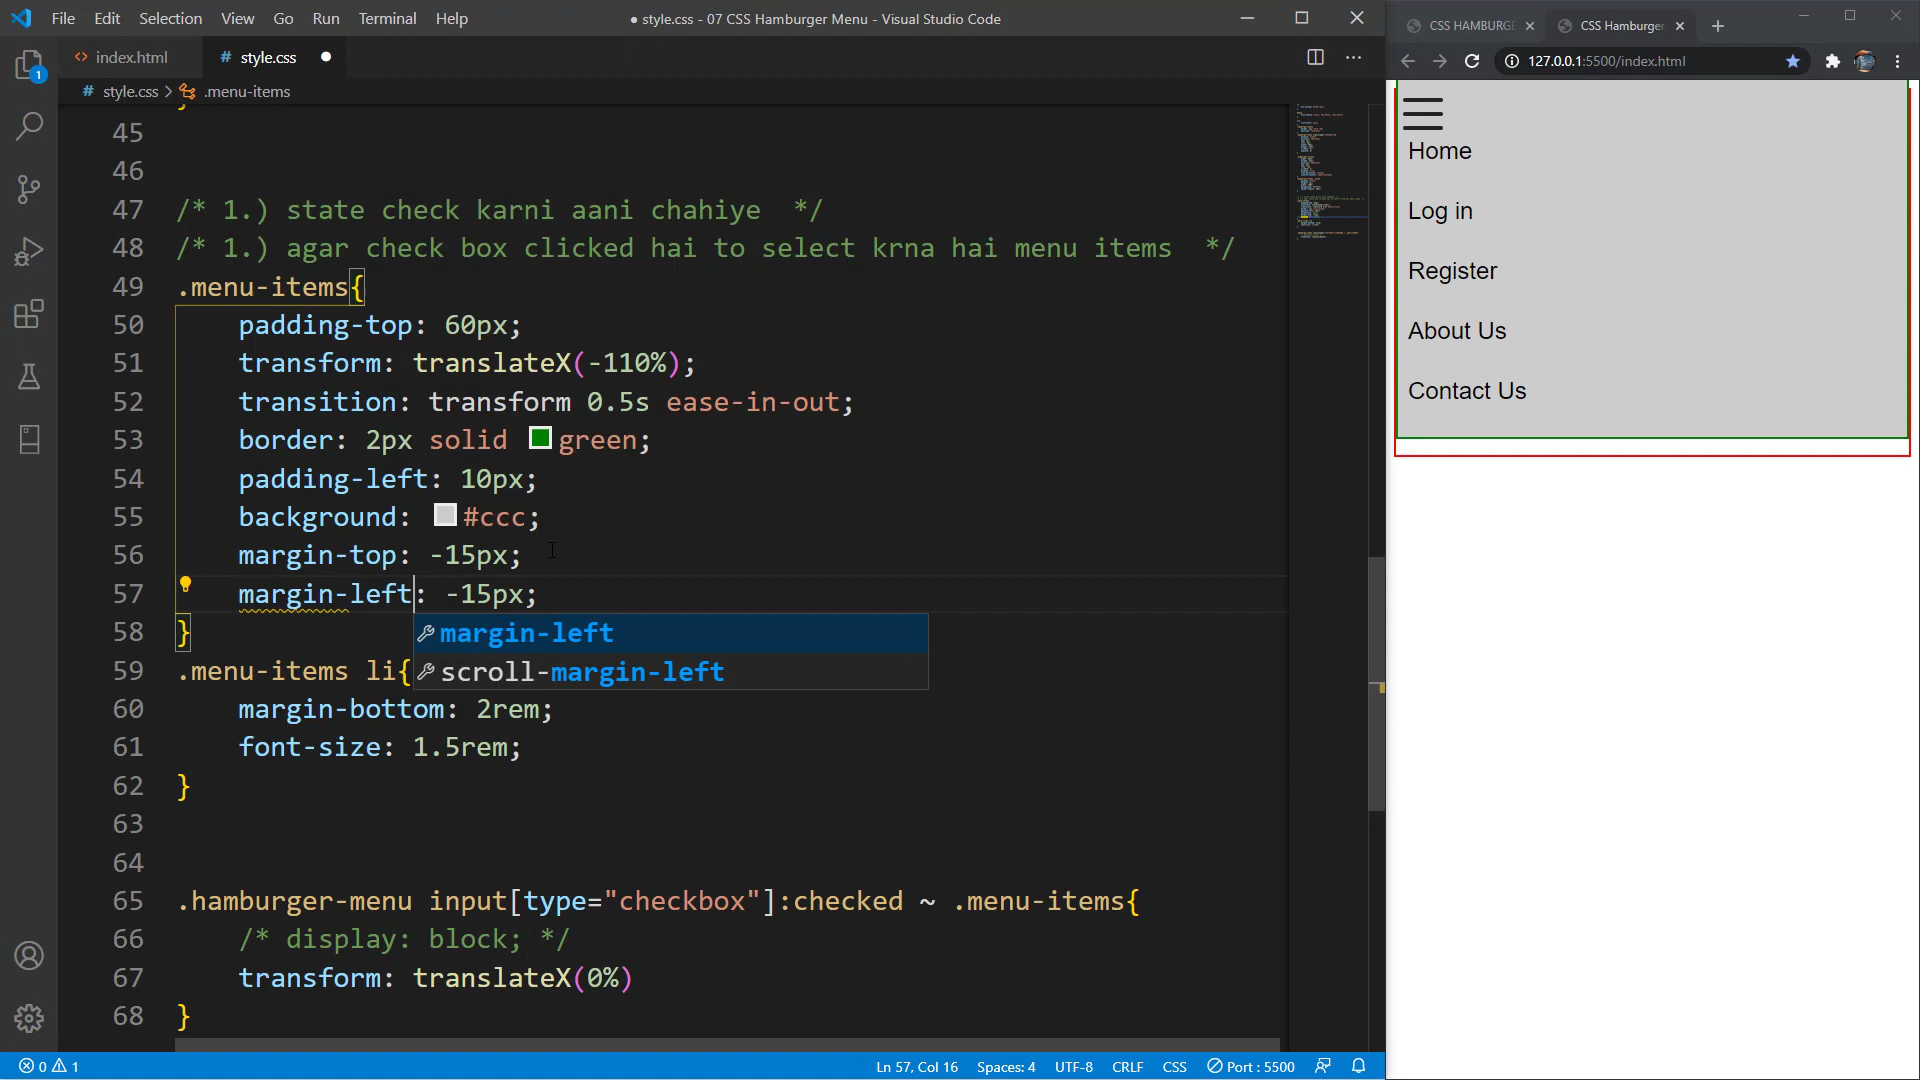 File Edit Selection View Go Run Terminal Help
● style.css - 07 CSS Hamburger Menu - Visual Studio Code
index.html
# style.css ●
# style.css > .menu-items
1
45
46
47 /* 1.) state check karni aani chahiye  */
48 /* 1.) agar check box clicked hai to select krna hai menu items  */
49 .menu-items{
50 padding-top: 60px;
51 transform: translateX(-110%);
52 transition: transform 0.5s ease-in-out;
53 border: 2px solid green;
54 padding-left: 10px;
55 background: #ccc;
56 margin-top: -15px;
57 margin-left: -15px;
58 }
margin-left
scroll-margin-left
59 .menu-items li{
60 margin-bottom: 2rem;
61 font-size: 1.5rem;
62 }
63
64
65 .hamburger-menu input[type="checkbox"]:checked ~ .menu-items{
66 /* display: block; */
67 transform: translateX(0%)
68 }
0 1
Ln 57, Col 16 Spaces: 4 UTF-8 CRLF CSS Port : 5500
CSS HAMBURGE
CSS Hamburger
127.0.0.1:5500/index.html
Home
Log in
Register
About Us
Contact Us